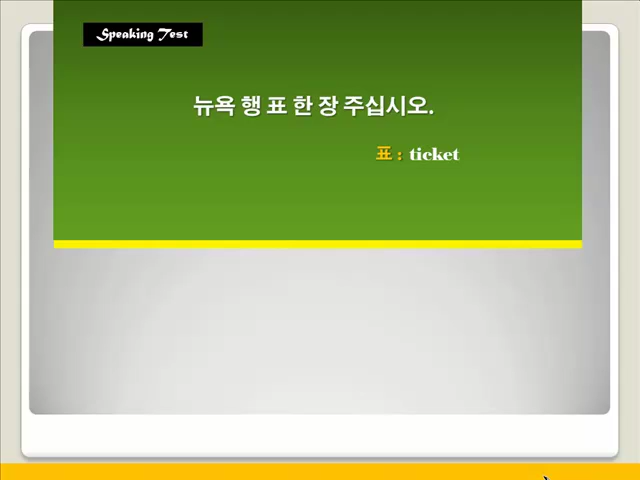 Speaking Test
뉴욕 행 표 한 장 주십시오.
표 : ticket